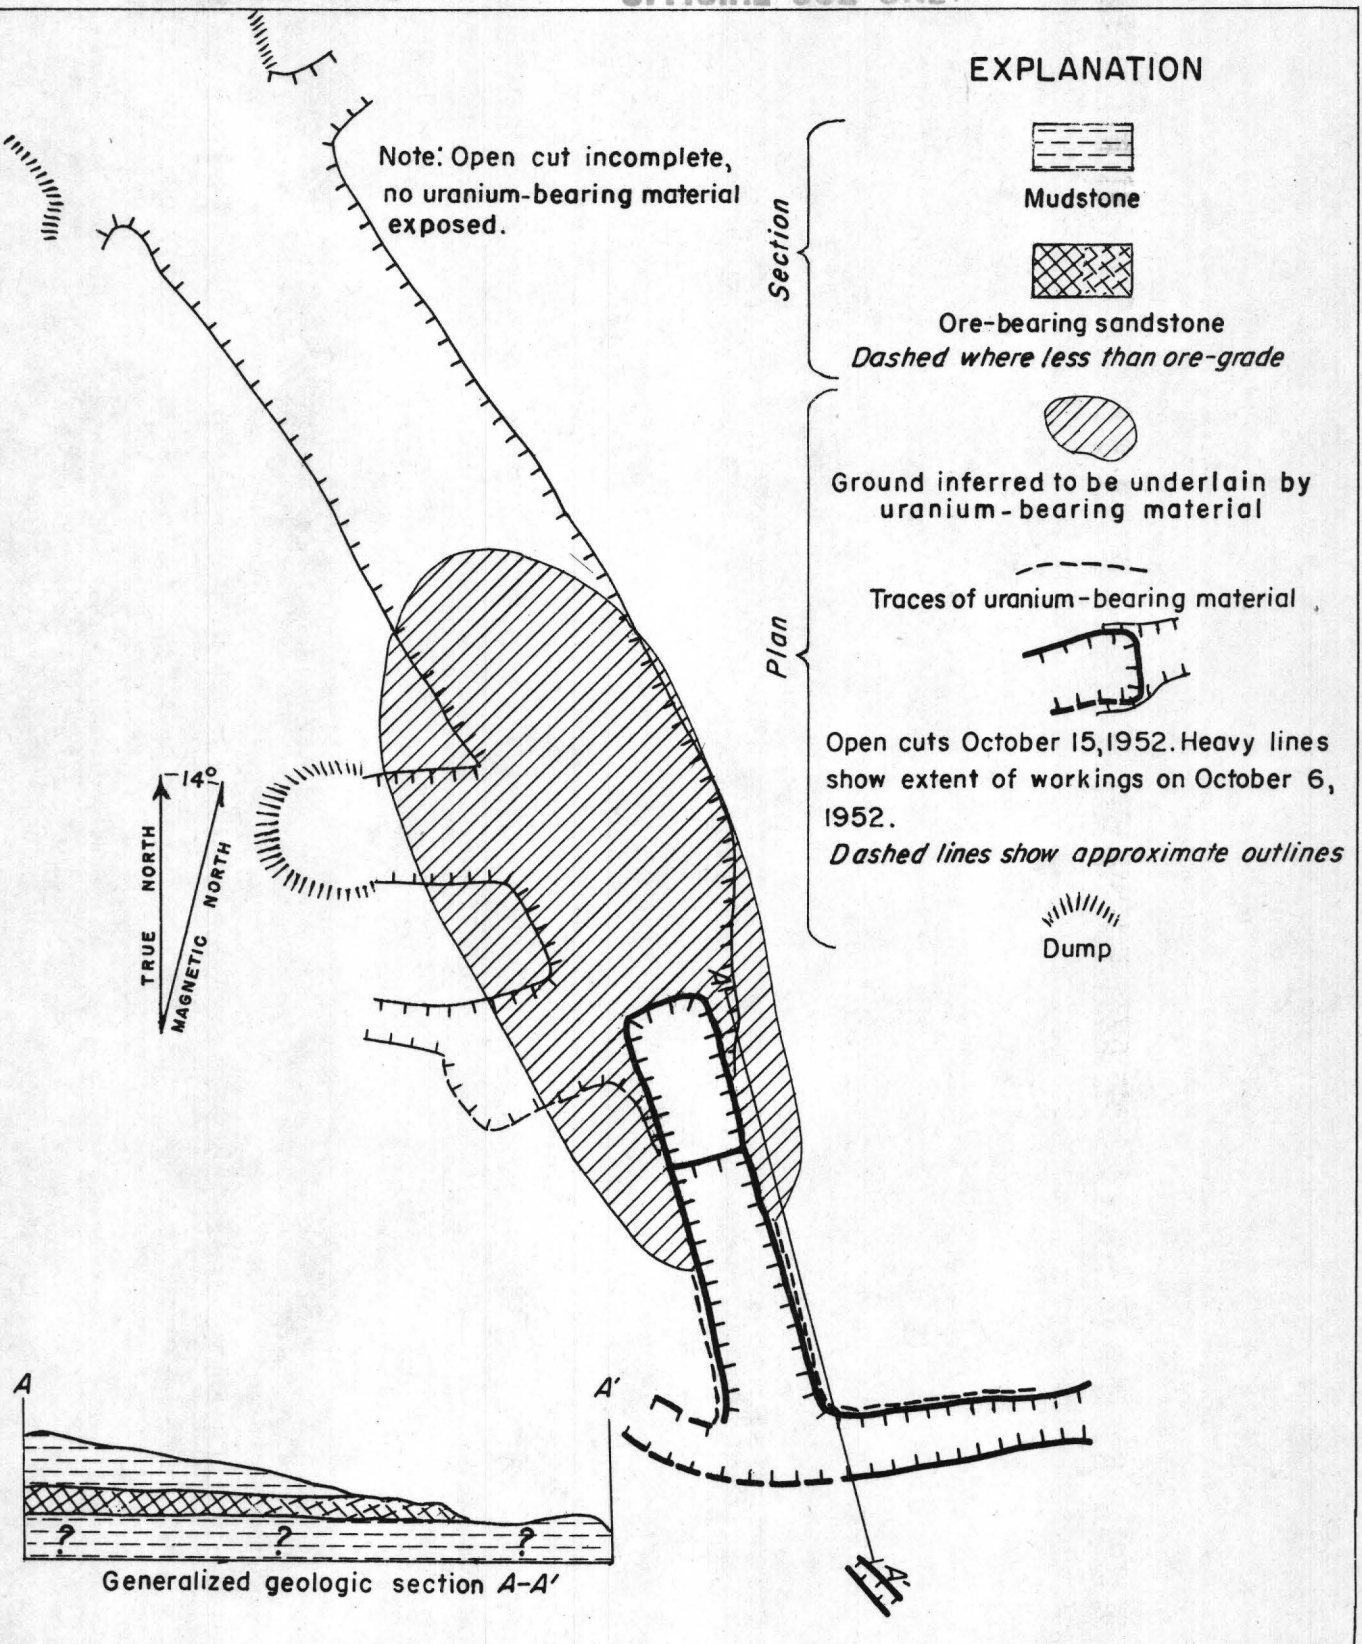 EXPLANATION
Note: Open cut incomplete,
no uranium-bearing material
exposed.
Section
Mudstone
Ore-bearing sandstone
Dashed where less than ore-grade
Plan
Ground inferred to be underlain by
uranium-bearing material
Traces of uranium-bearing material
Open cuts October 15, 1952. Heavy lines
show extent of workings on October 6,
1952.
Dashed lines show approximate outlines
Dump
14°
TRUE NORTH
MAGNETIC NORTH
A
A'
A
A'
? ? ?
Generalized geologic section A-A'